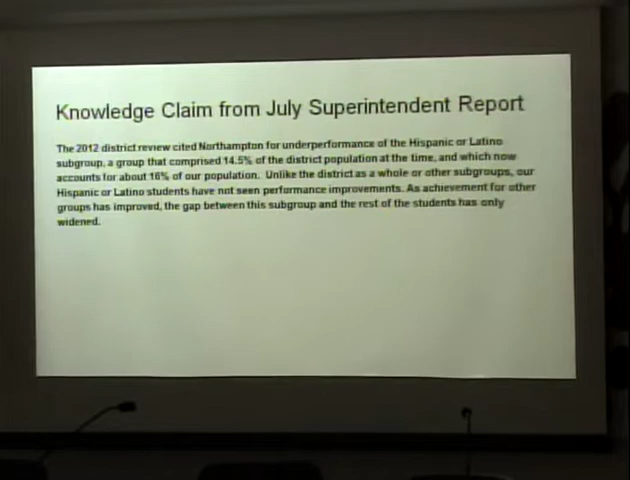 Knowledge Claim from July Superintendent Report
The 2012 district review cited Northampton for underperformance of the Hispanic or Latino
subgroup, a group that comprised 14.5% of the district population at the time, and which now
accounts for about 16% of our population. Unlike the district as a whole or other subgroups, our
Hispanic or Latino students have not seen performance improvements. As achievement for other
groups has improved, the gap between this subgroup and the rest of the students has only
widened.